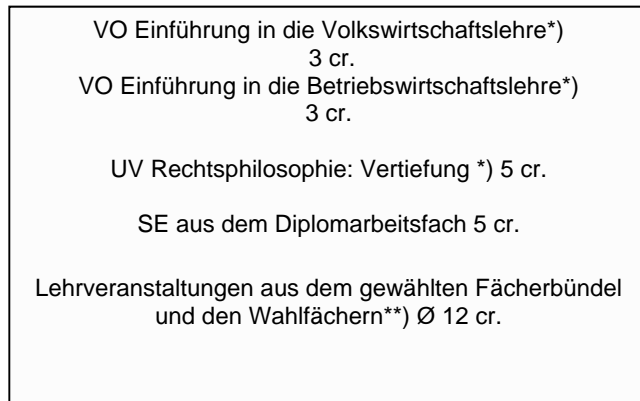 VO Einführung in die Volkswirtschaftslehre*)
3 cr.
VO Einführung in die Betriebswirtschaftslehre*)
3 cr.
UV Rechtsphilosophie: Vertiefung *) 5 cr.
SE aus dem Diplomarbeitsfach 5 cr.
Lehrveranstaltungen aus dem gewählten Fächerbündel
und den Wahlfächern**) Ø 12 cr.